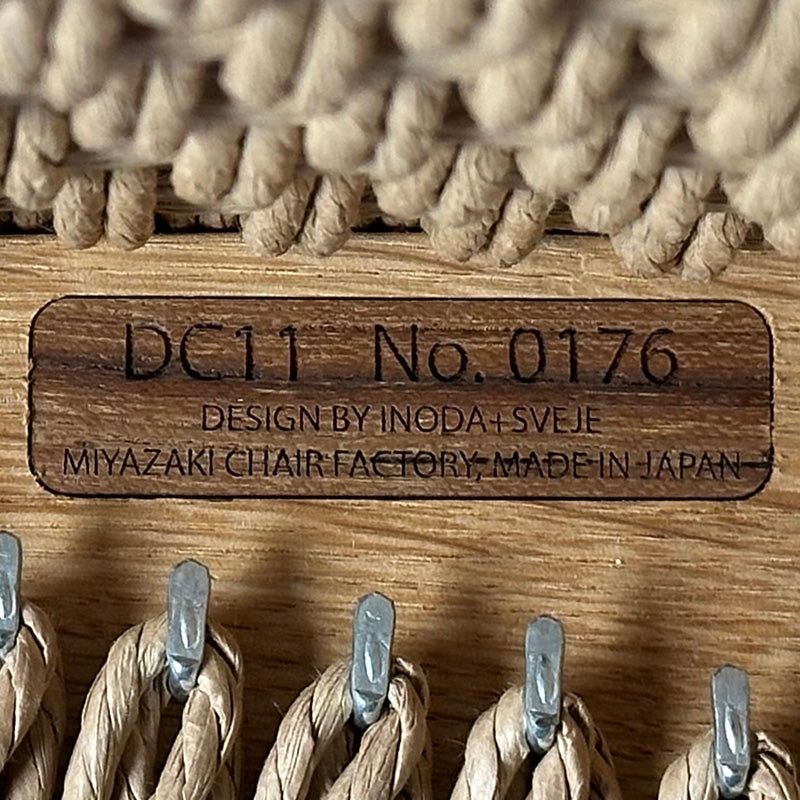 DC11 No. 0176
DESIGN BY INODA+SVEJE
MIYAZAKI CHAIR FACTORY, MADE IN JAPAN